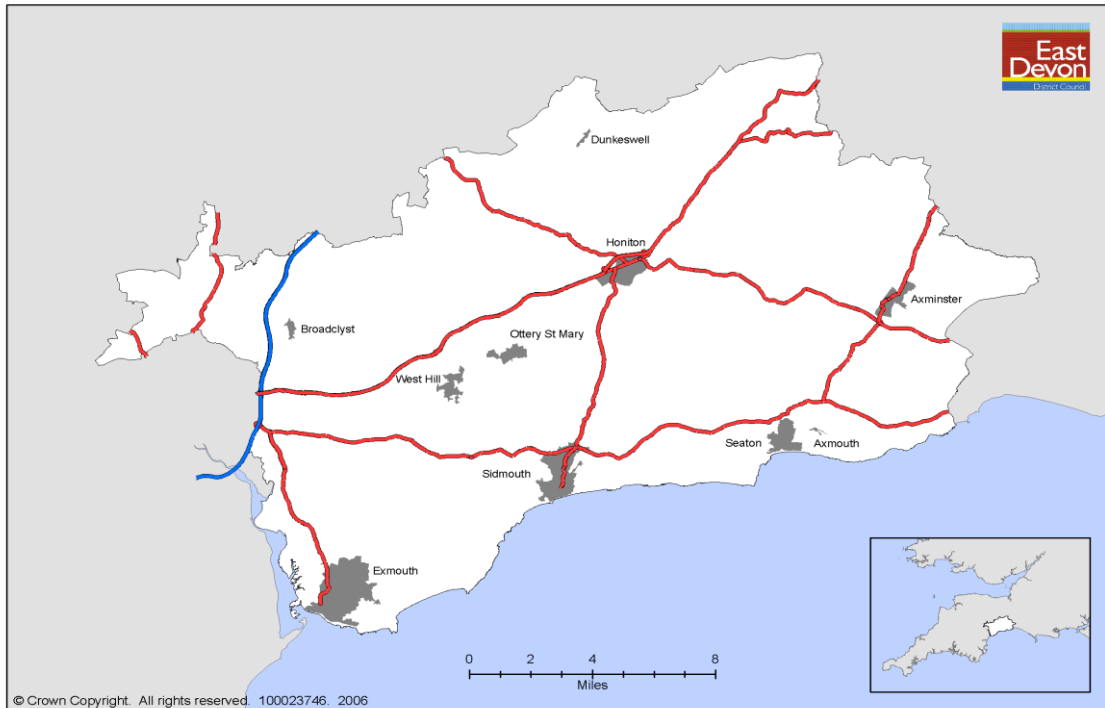 East
Devon
District Council
Dunkeswell
Honiton
Axminster
Broadclyst
Ottery St Mary
West Hill
Seaton
Axmouth
Sidmouth
Exmouth
0 2 4 8
Miles
© Crown Copyright. All rights reserved. 100023746. 2006